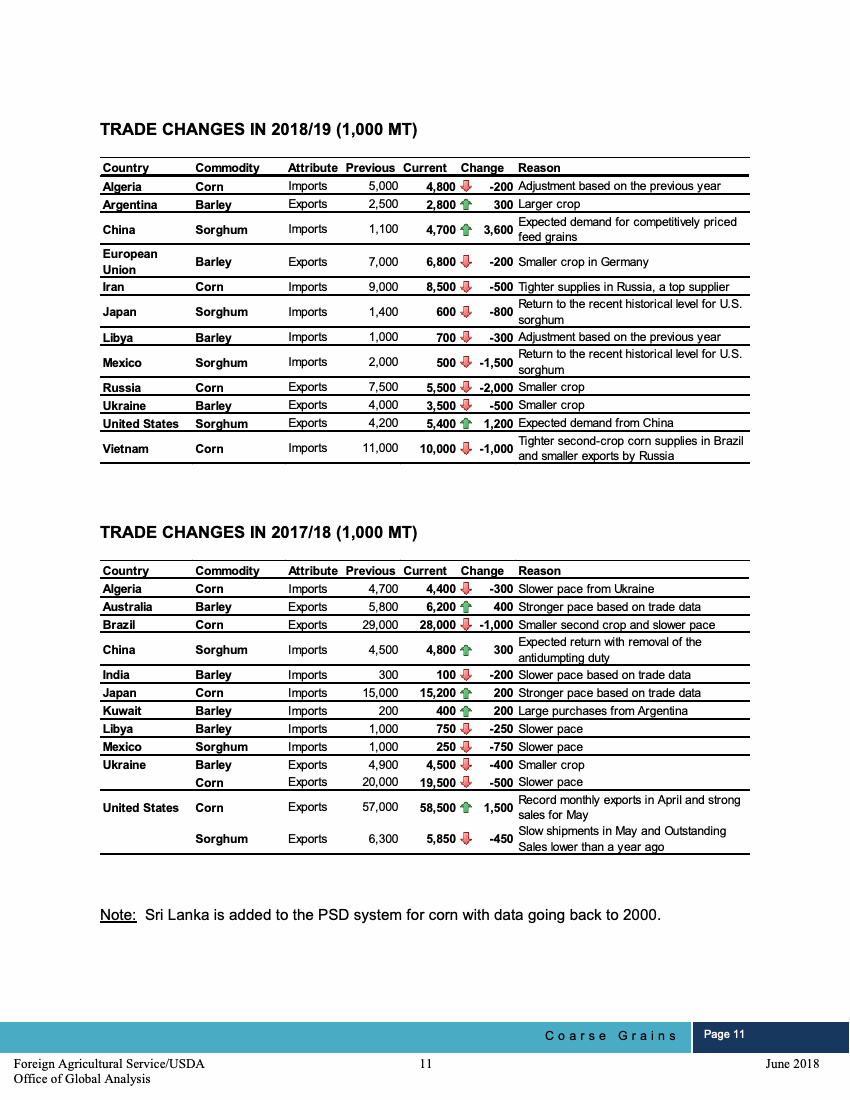 TRADE CHANGES IN 2018/19 (1,000 MT)
Country Commodity Attribute Previous Current Change Reason
Algeria Corn Imports 5,000 4,800 -200 Adjustment based on the previous year
Argentina Barley Exports 2,500 2,800 300 Larger crop
China Sorghum Imports 1,100 4,700 3,600 Expected demand for competitively priced
feed grains
European
Union Barley Exports 7,000 6,800 -200 Smaller crop in Germany
Iran Corn Imports 9,000 8,500 -500 Tighter supplies in Russia, a top supplier
Japan Sorghum Imports 1,400 600 -800 Return to the recent historical level for U.S.
sorghum
Libya Barley Imports 1,000 700 -300 Adjustment based on the previous year
Mexico Sorghum Imports 2,000 500 -1,500 Return to the recent historical level for U.S.
sorghum
Russia Corn Exports 7,500 5,500 -2,000 Smaller crop
Ukraine Barley Exports 4,000 3,500 -500 Smaller crop
United States Sorghum Exports 4,200 5,400 1,200 Expected demand from China
Vietnam Corn Imports 11,000 10,000 -1,000 Tighter second-crop corn supplies in Brazil
and smaller exports by Russia
TRADE CHANGES IN 2017/18 (1,000 MT)
Country Commodity Attribute Previous Current Change Reason
Algeria Corn Imports 4,700 4,400 -300 Slower pace from Ukraine
Australia Barley Exports 5,800 6,200 400 Stronger pace based on trade data
Brazil Corn Exports 29,000 28,000 -1,000 Smaller second crop and slower pace
China Sorghum Imports 4,500 4,800 300 Expected return with removal of the
antidumpting duty
India Barley Imports 300 100 -200 Slower pace based on trade data
Japan Corn Imports 15,000 15,200 200 Stronger pace based on trade data
Kuwait Barley Imports 200 400 200 Large purchases from Argentina
Libya Barley Imports 1,000 750 -250 Slower pace
Mexico Sorghum Imports 1,000 250 -750 Slower pace
Ukraine Barley Exports 4,900 4,500 -400 Smaller crop
Corn Exports 20,000 19,500 -500 Slower pace
United States Corn Exports 57,000 58,500 1,500 Record monthly exports in April and strong
sales for May
Sorghum Exports 6,300 5,850 -450 Slow shipments in May and Outstanding
Sales lower than a year ago
Note: Sri Lanka is added to the PSD system for corn with data going back to 2000.
Coarse Grains Page 11
Foreign Agricultural Service/USDA 11 June 2018
Office of Global Analysis